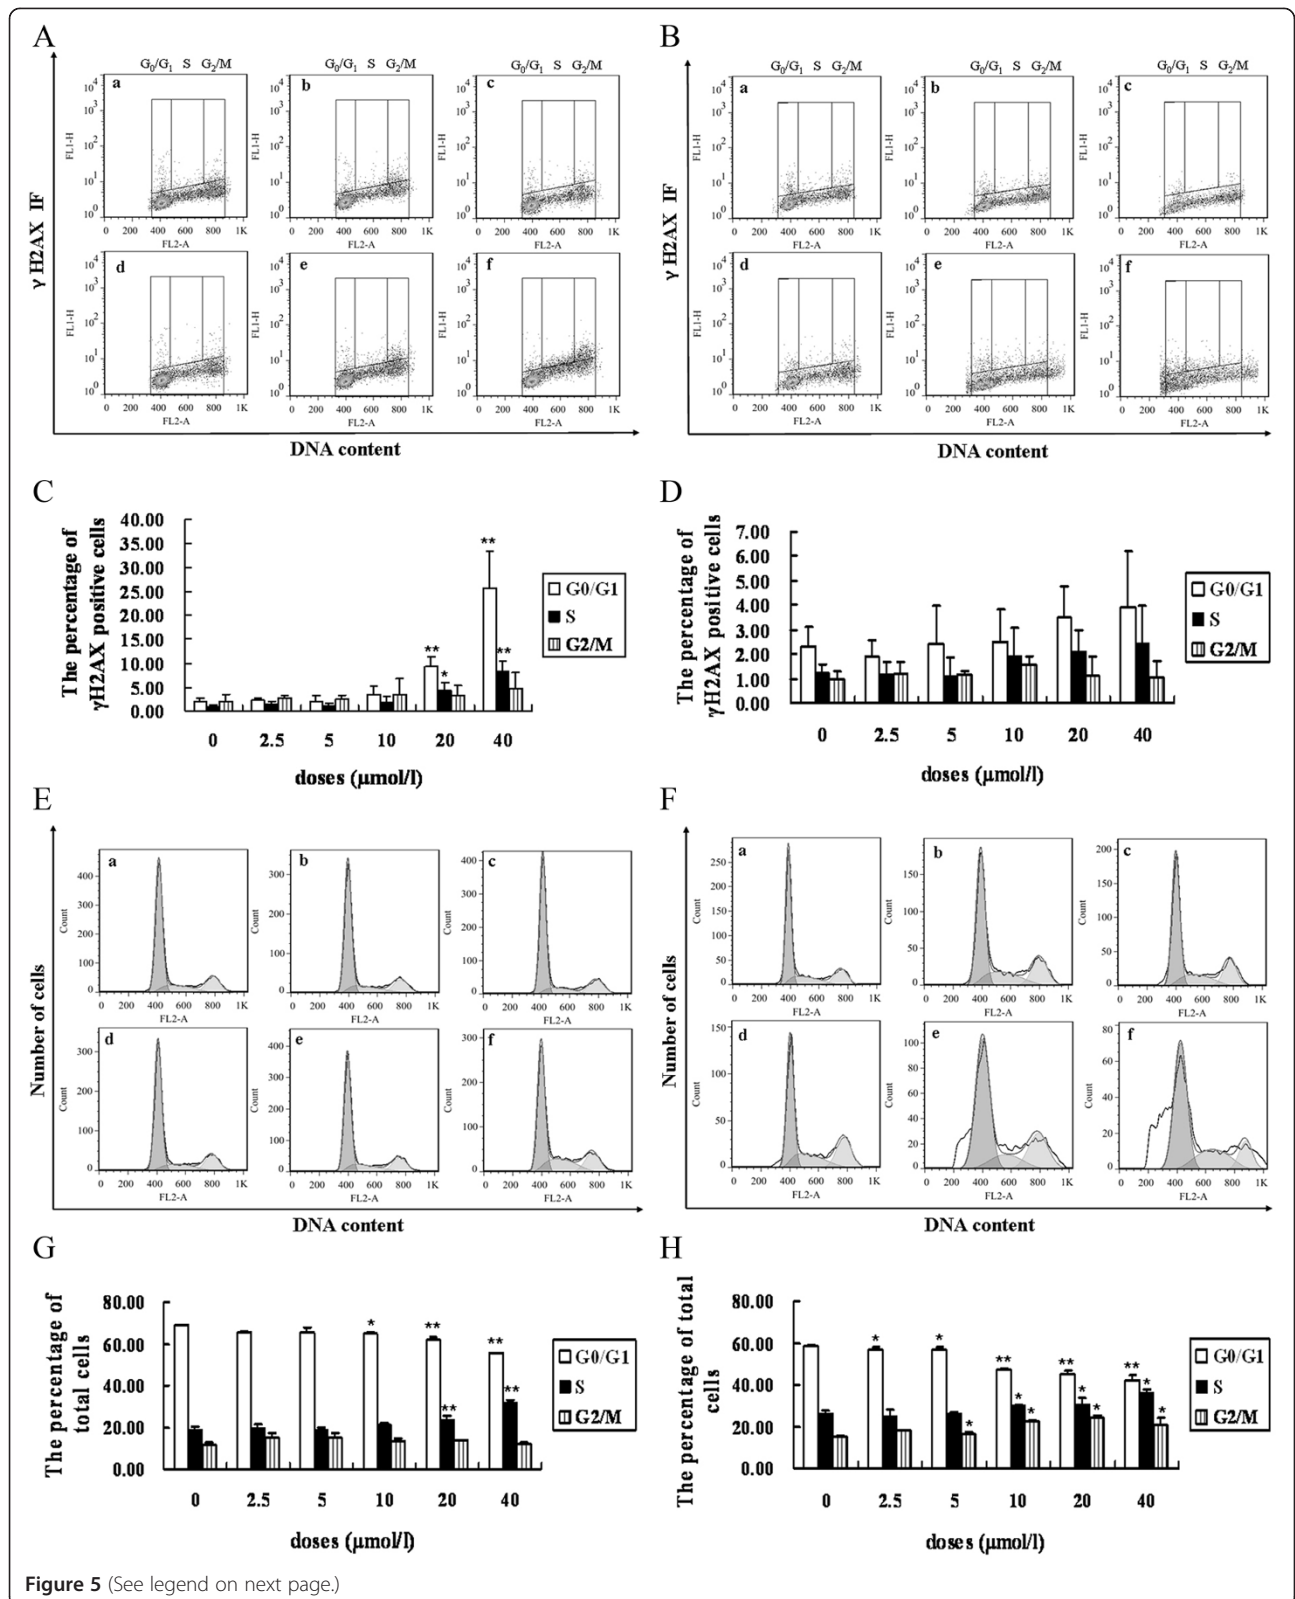 A
B
G0/G1 S G2/M
G0/G1 S G2/M
G0/G1 S G2/M
G0/G1 S G2/M
G0/G1 S G2/M
G0/G1 S G2/M
a
b
c
a
b
c
FL1-H
FL2-A
d
e
f
d
e
f
γ H2AX IF
γ H2AX IF
0 200 400 600 800 1K
DNA content
DNA content
C
The percentage of
γH2AX positive cells
40.00
35.00
30.00
25.00
20.00
15.00
10.00
5.00
0.00
** * ** **
0 2.5 5 10 20 40
doses (μmol/l)
G0/G1
S
G2/M
D
The percentage of
γH2AX positive cells
7.00
6.00
5.00
4.00
3.00
2.00
1.00
0.00
0 2.5 5 10 20 40
doses (μmol/l)
G0/G1
S
G2/M
E
F
Number of cells
Number of cells
a
b
c
a
b
c
Count
FL2-A
d
e
f
d
e
f
DNA content
DNA content
G
The percentage of
total cells
80.00
60.00
40.00
20.00
0.00
* ** ** ** **
0 2.5 5 10 20 40
doses (μmol/l)
G0/G1
S
G2/M
H
The percentage of total
cells
80.00
60.00
40.00
20.00
0.00
* * * ** * * ** * * ** * *
0 2.5 5 10 20 40
doses (μmol/l)
G0/G1
S
G2/M
Figure 5 (See legend on next page.)